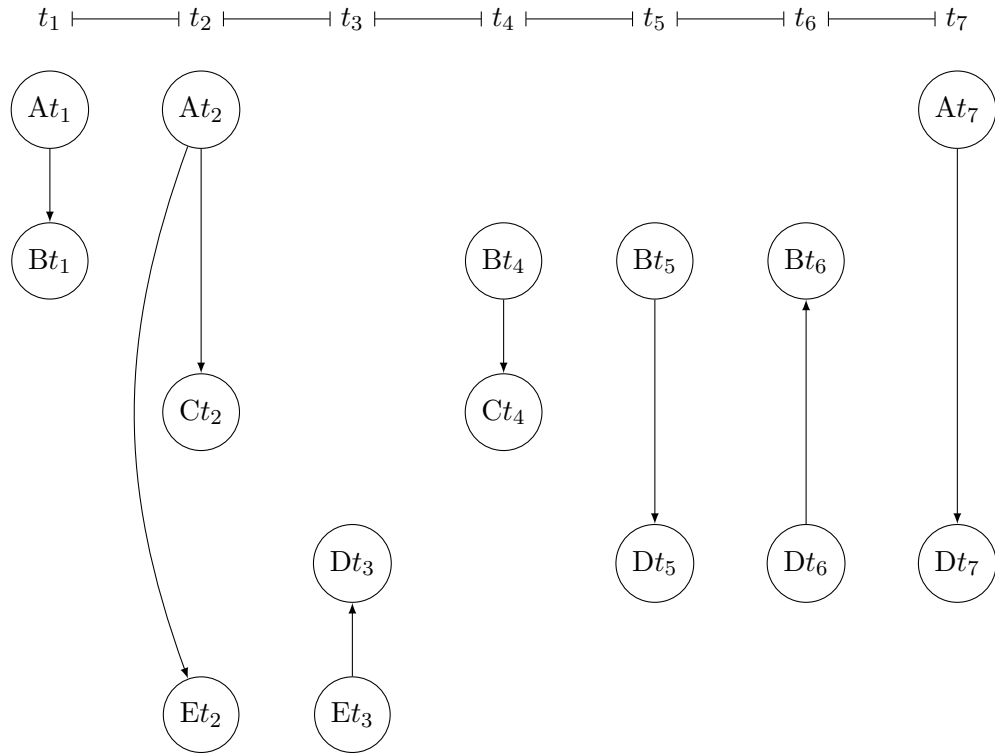 t₁ t₂ t₃ t₄ t₅ t₆ t₇
At₁ At₂ At₇
Bt₁ Bt₄ Bt₅ Bt₆
Ct₂ Ct₄
Dt₃ Dt₅ Dt₆ Dt₇
Et₂ Et₃